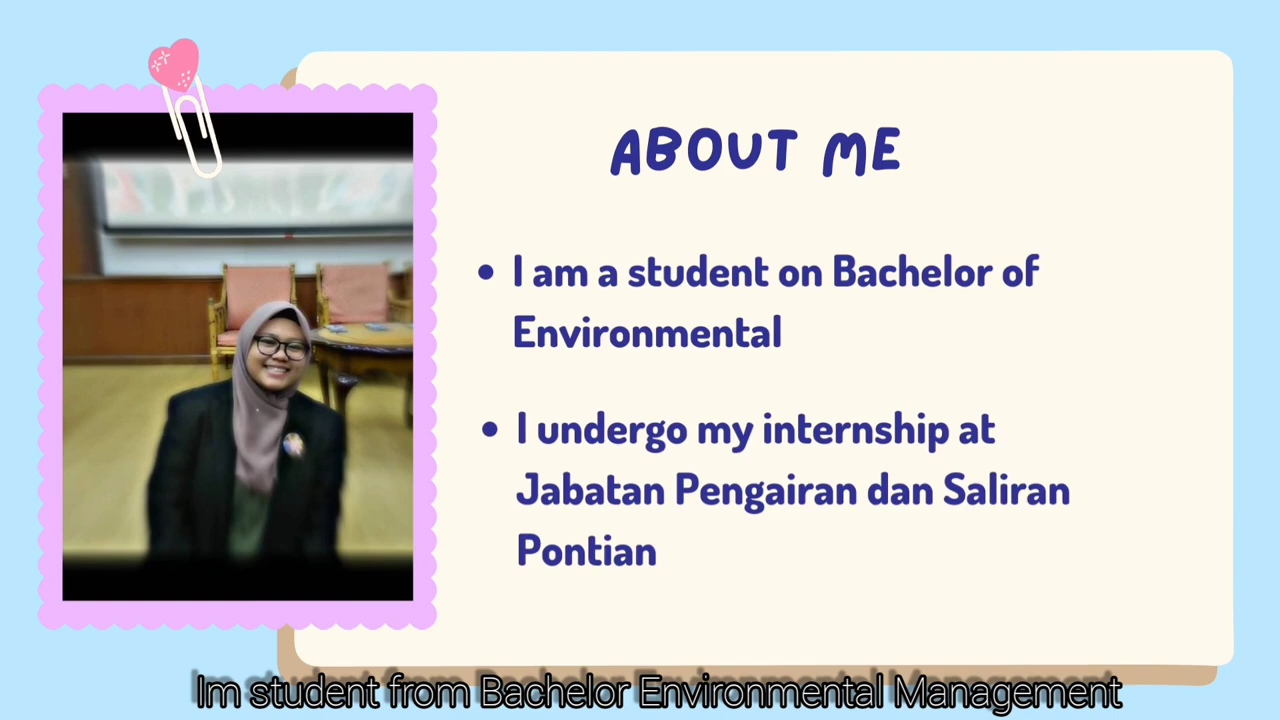 ABOUT ME
• I am a student on Bachelor of
Environmental
• I undergo my internship at
Jabatan Pengairan dan Saliran
Pontian
Im student from Bachelor Environmental Management